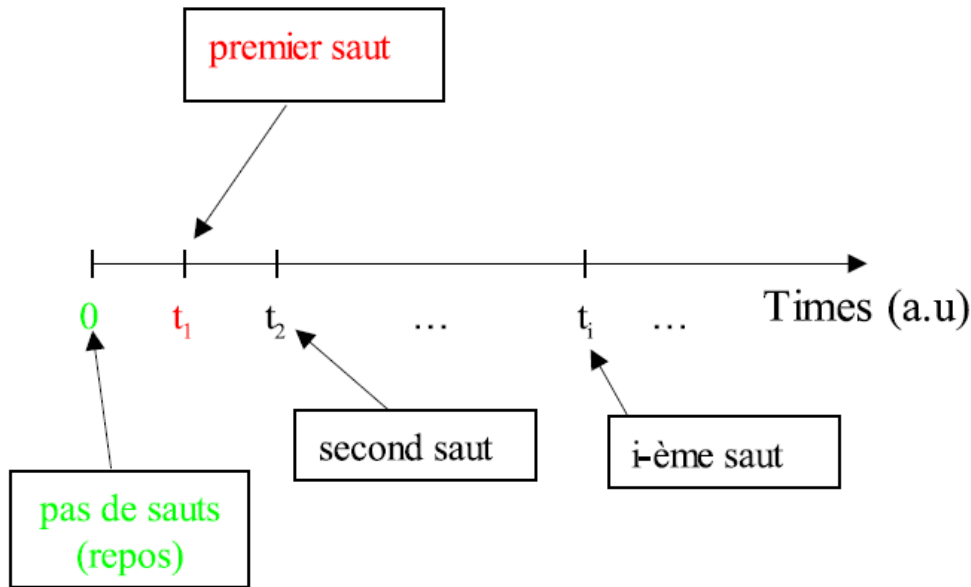 premier saut
0 t₁ t₂ ... tᵢ ... Times (a.u)
second saut
i-ème saut
pas de sauts
(repos)